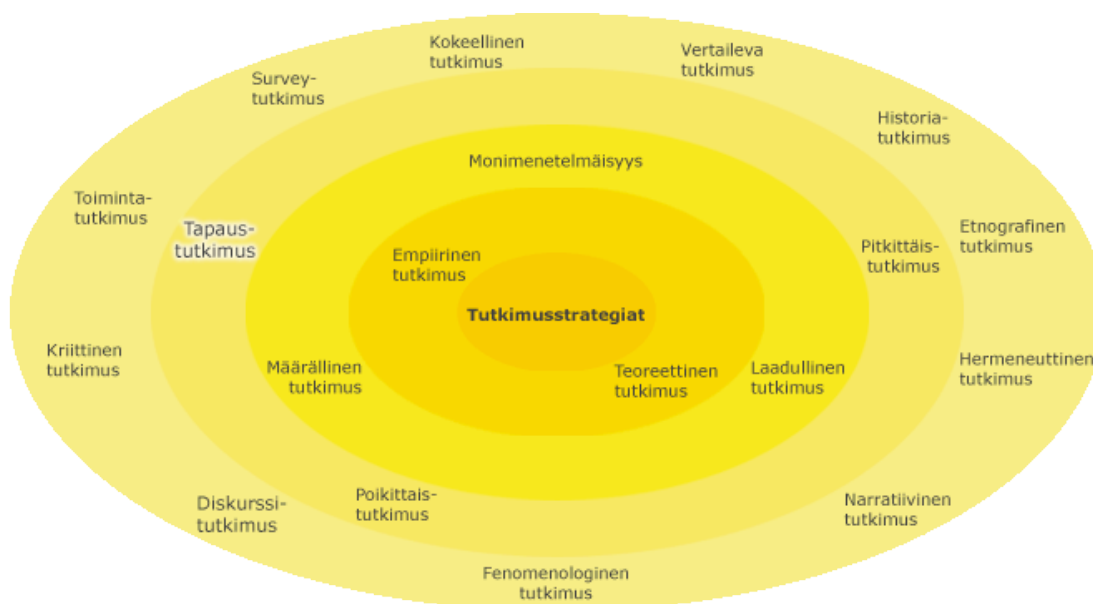 Kokeellinen
tutkimus
Vertaileva
tutkimus
Survey-
tutkimus
Historia-
tutkimus
Monimenetelmäisyys
Toiminta-
tutkimus
Tapaus-
tutkimus
Etnografinen
tutkimus
Pitkittäis-
tutkimus
Empiirinen
tutkimus
Tutkimusstrategiat
Kriittinen
tutkimus
Määrällinen
tutkimus
Teoreettinen
tutkimus
Laadullinen
tutkimus
Hermeneuttinen
tutkimus
Diskurssi-
tutkimus
Poikittais-
tutkimus
Narratiivinen
tutkimus
Fenomenologinen
tutkimus